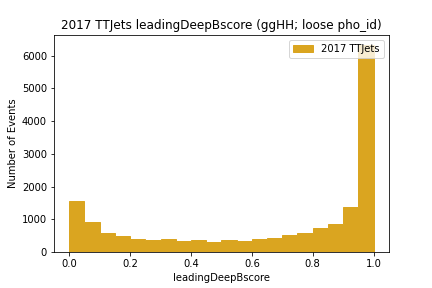 2017 TTJets leadingDeepBscore (ggHH; loose pho_id)
2017 TTJets
Number of Events
6000
5000
4000
3000
2000
1000
0
0.0 0.2 0.4 0.6 0.8 1.0
leadingDeepBscore